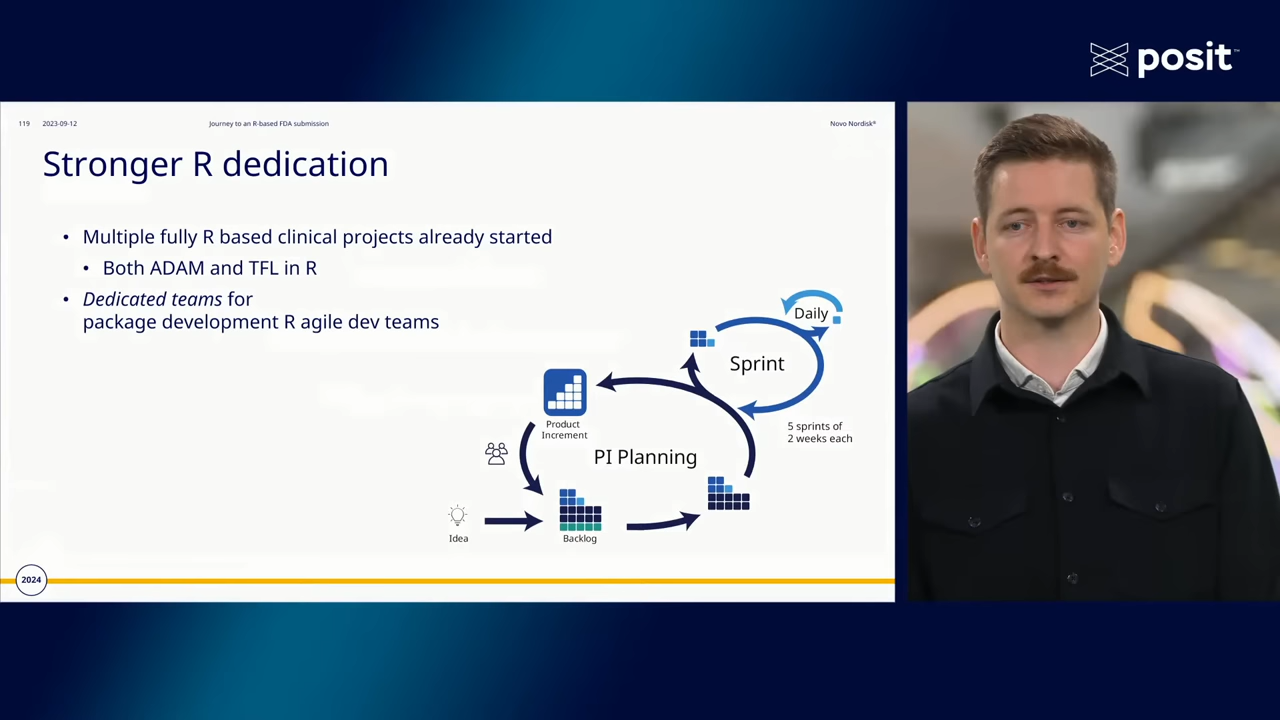 posit™
119 2023-09-12 Journey to an R-based FDA submission Novo Nordisk®
Stronger R dedication
• Multiple fully R based clinical projects already started
• Both ADAM and TFL in R
• Dedicated teams for
package development R agile dev teams
Daily
Sprint
5 sprints of
2 weeks each
Product
Increment
PI Planning
Idea
Backlog
2024